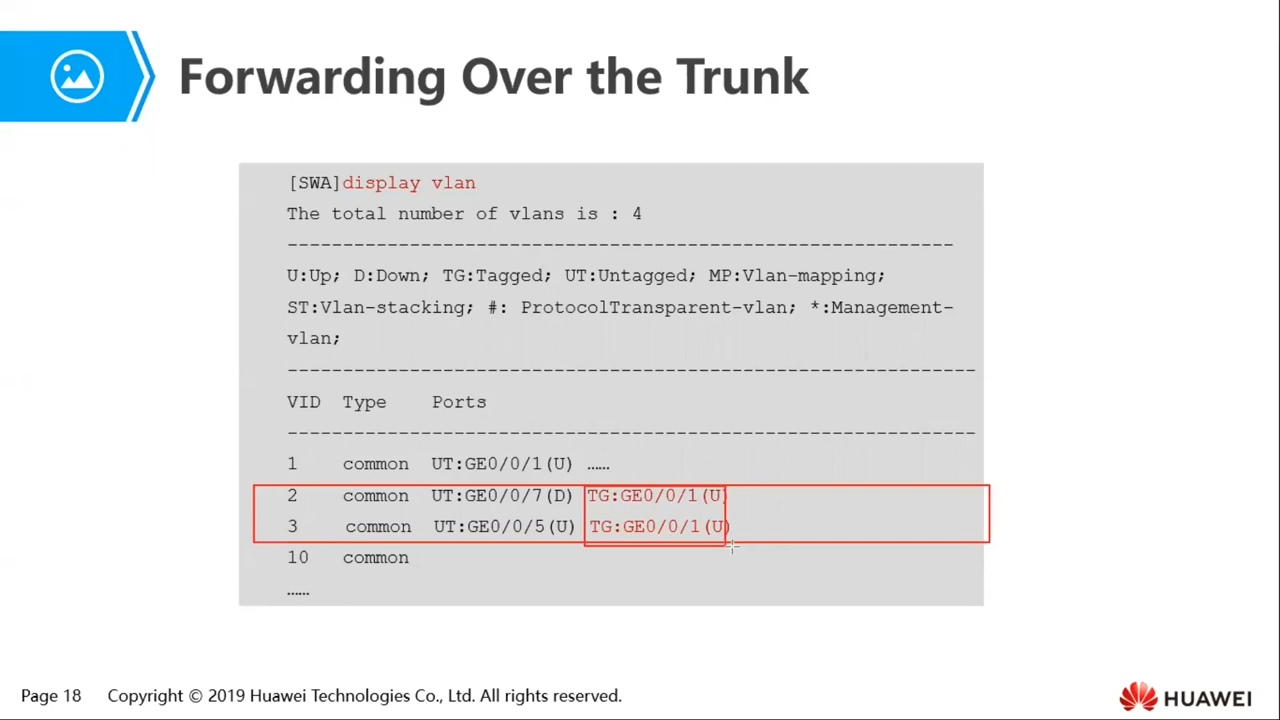 Forwarding Over the Trunk
[SWA]display vlan
The total number of vlans is : 4
------------------------------------------------------------
U:Up; D:Down; TG:Tagged; UT:Untagged; MP:Vlan-mapping;
ST:Vlan-stacking; #: ProtocolTransparent-vlan; *:Management-
vlan;
--------------------------------------------------------------
VID Type Ports
--------------------------------------------------------------
1 common UT:GE0/0/1(U) ……
2 common UT:GE0/0/7(D) TG:GE0/0/1(U)
3 common UT:GE0/0/5(U) TG:GE0/0/1(U)
10 common
……
Page 18 Copyright © 2019 Huawei Technologies Co., Ltd. All rights reserved.
HUAWEI